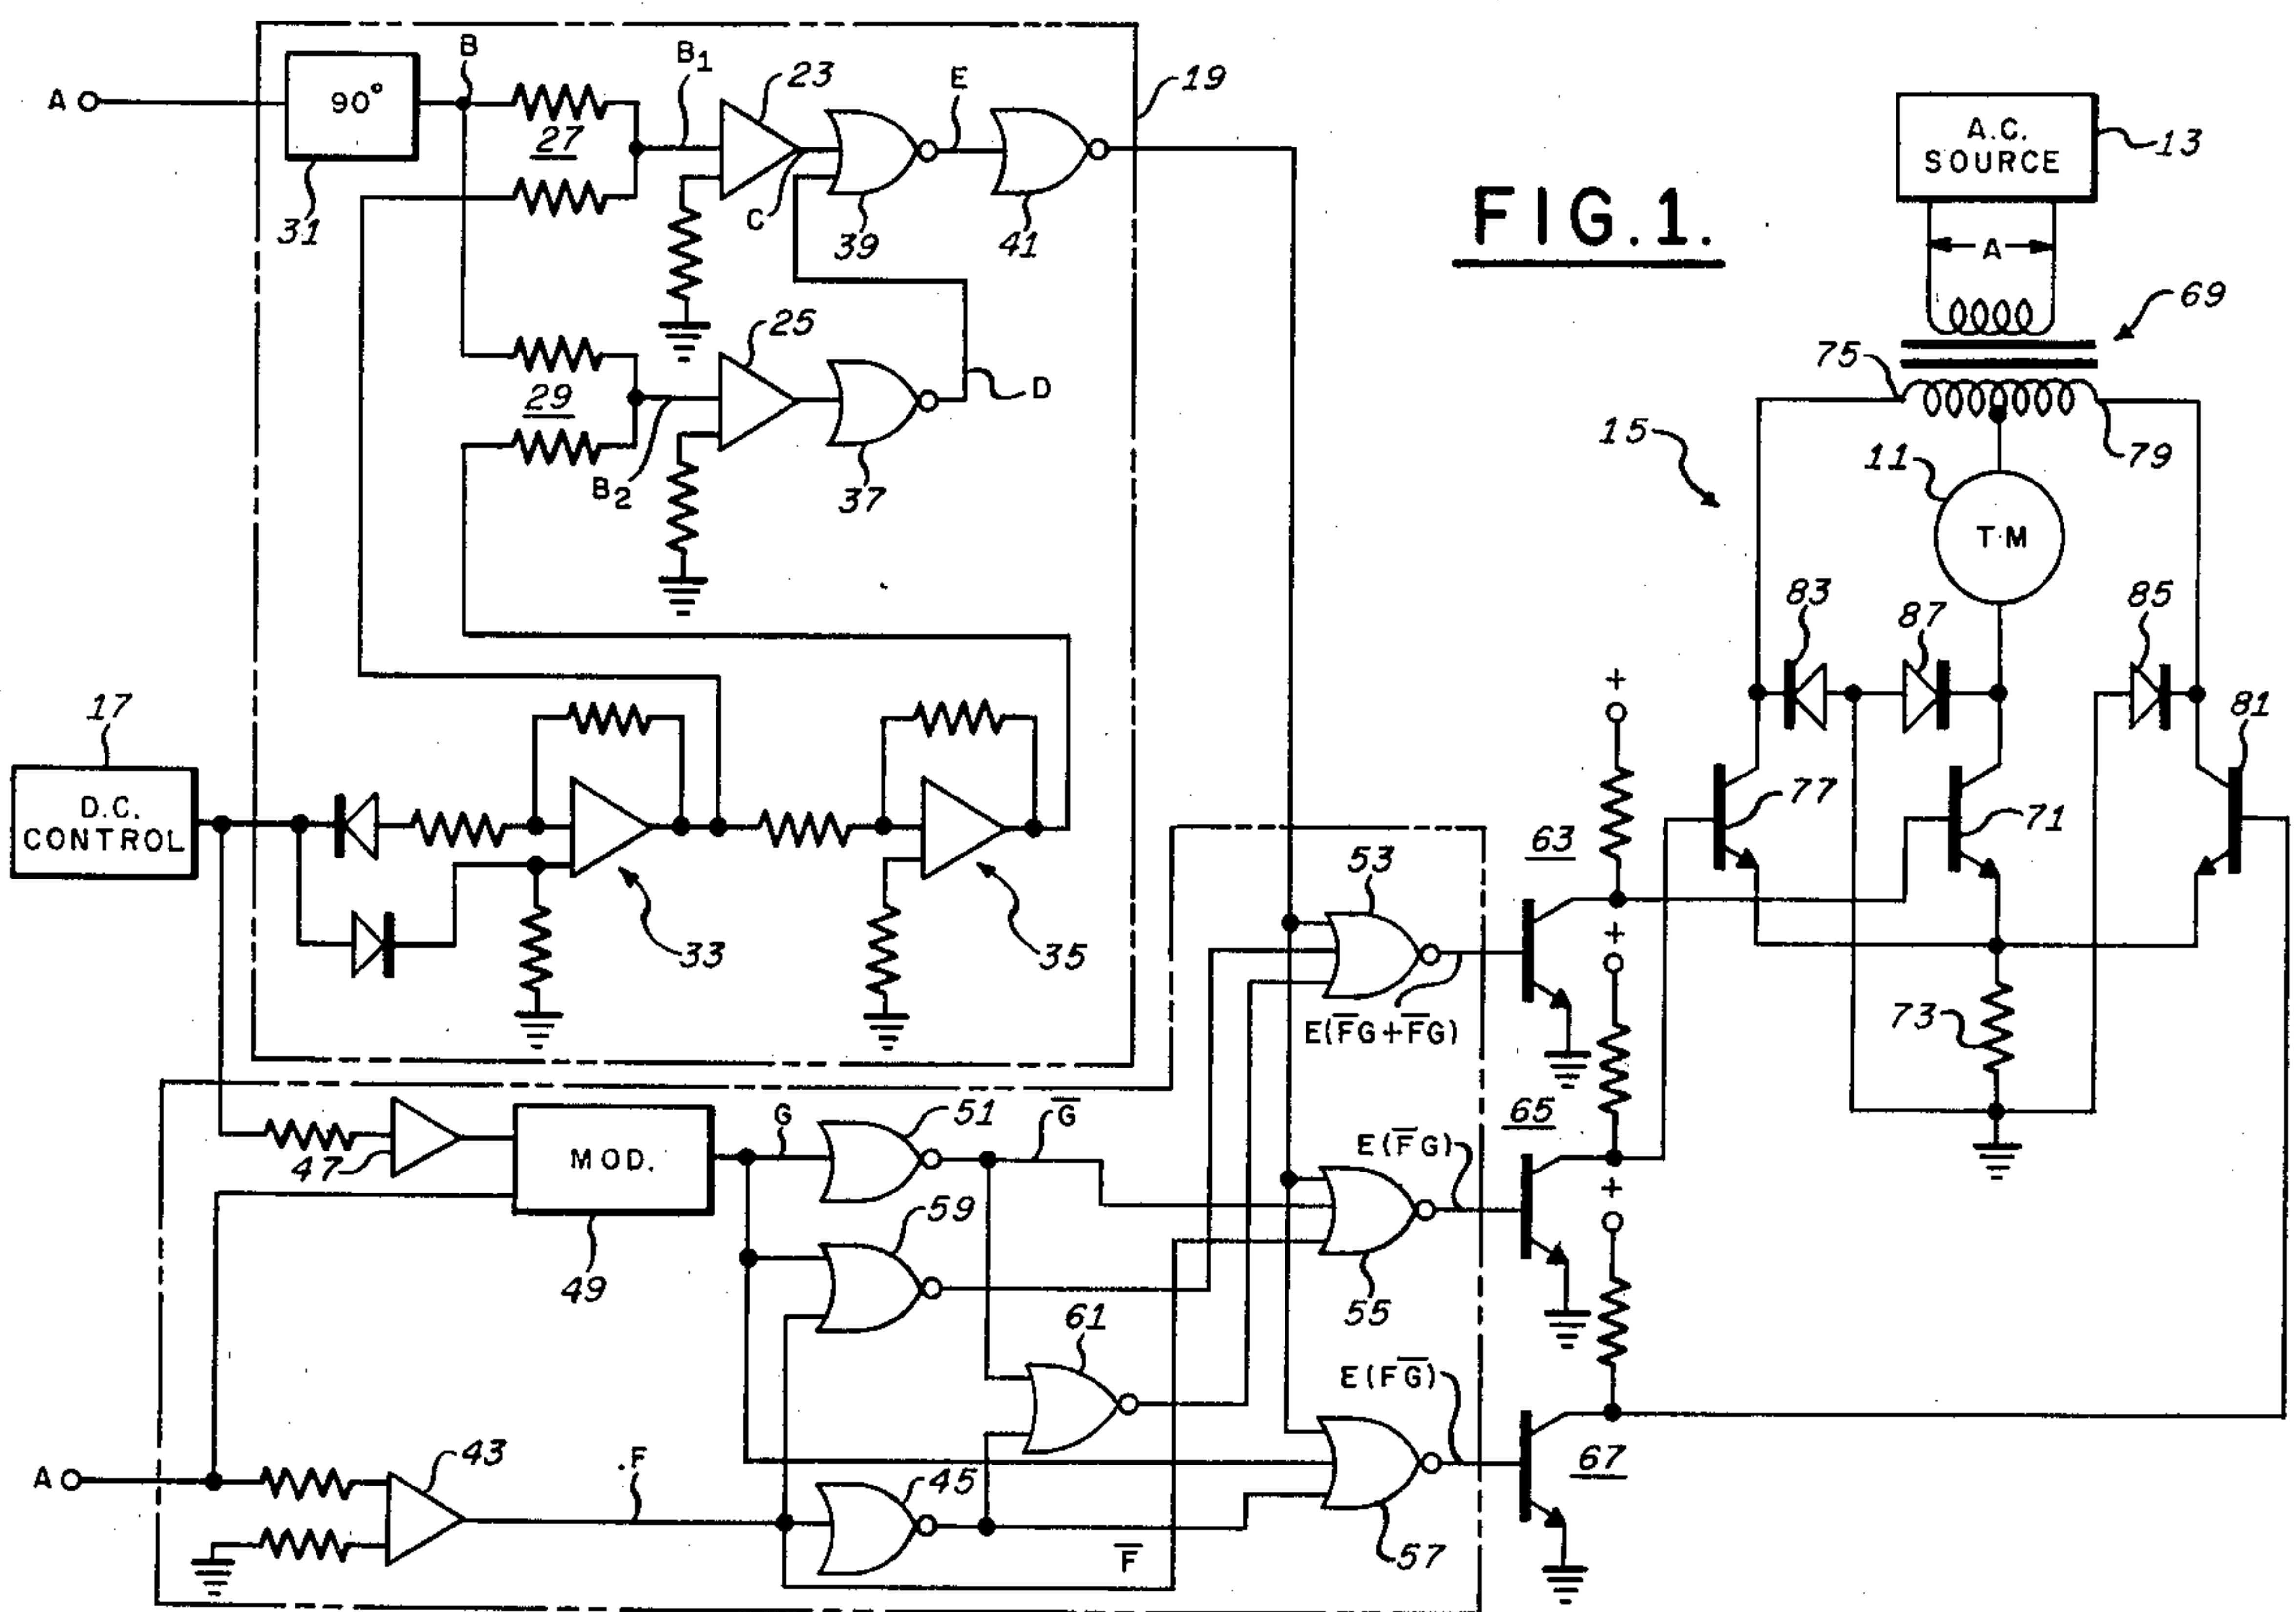 FIG.1.
A
90°
31
B
27
B1
23
C
39
E
41
19
29
B2
25
37
D
17
D.C.
CONTROL
33
35
47
MOD.
49
G
51
G̅
59
61
A
43
.F
45
F̅
53
E(F̅G+F̅G)
55
E(F̅G)
57
E(FG̅)
63
+
65
+
67
+
A.C.
SOURCE
13
A
69
75
79
15
11
T·M
83
87
85
81
77
71
73